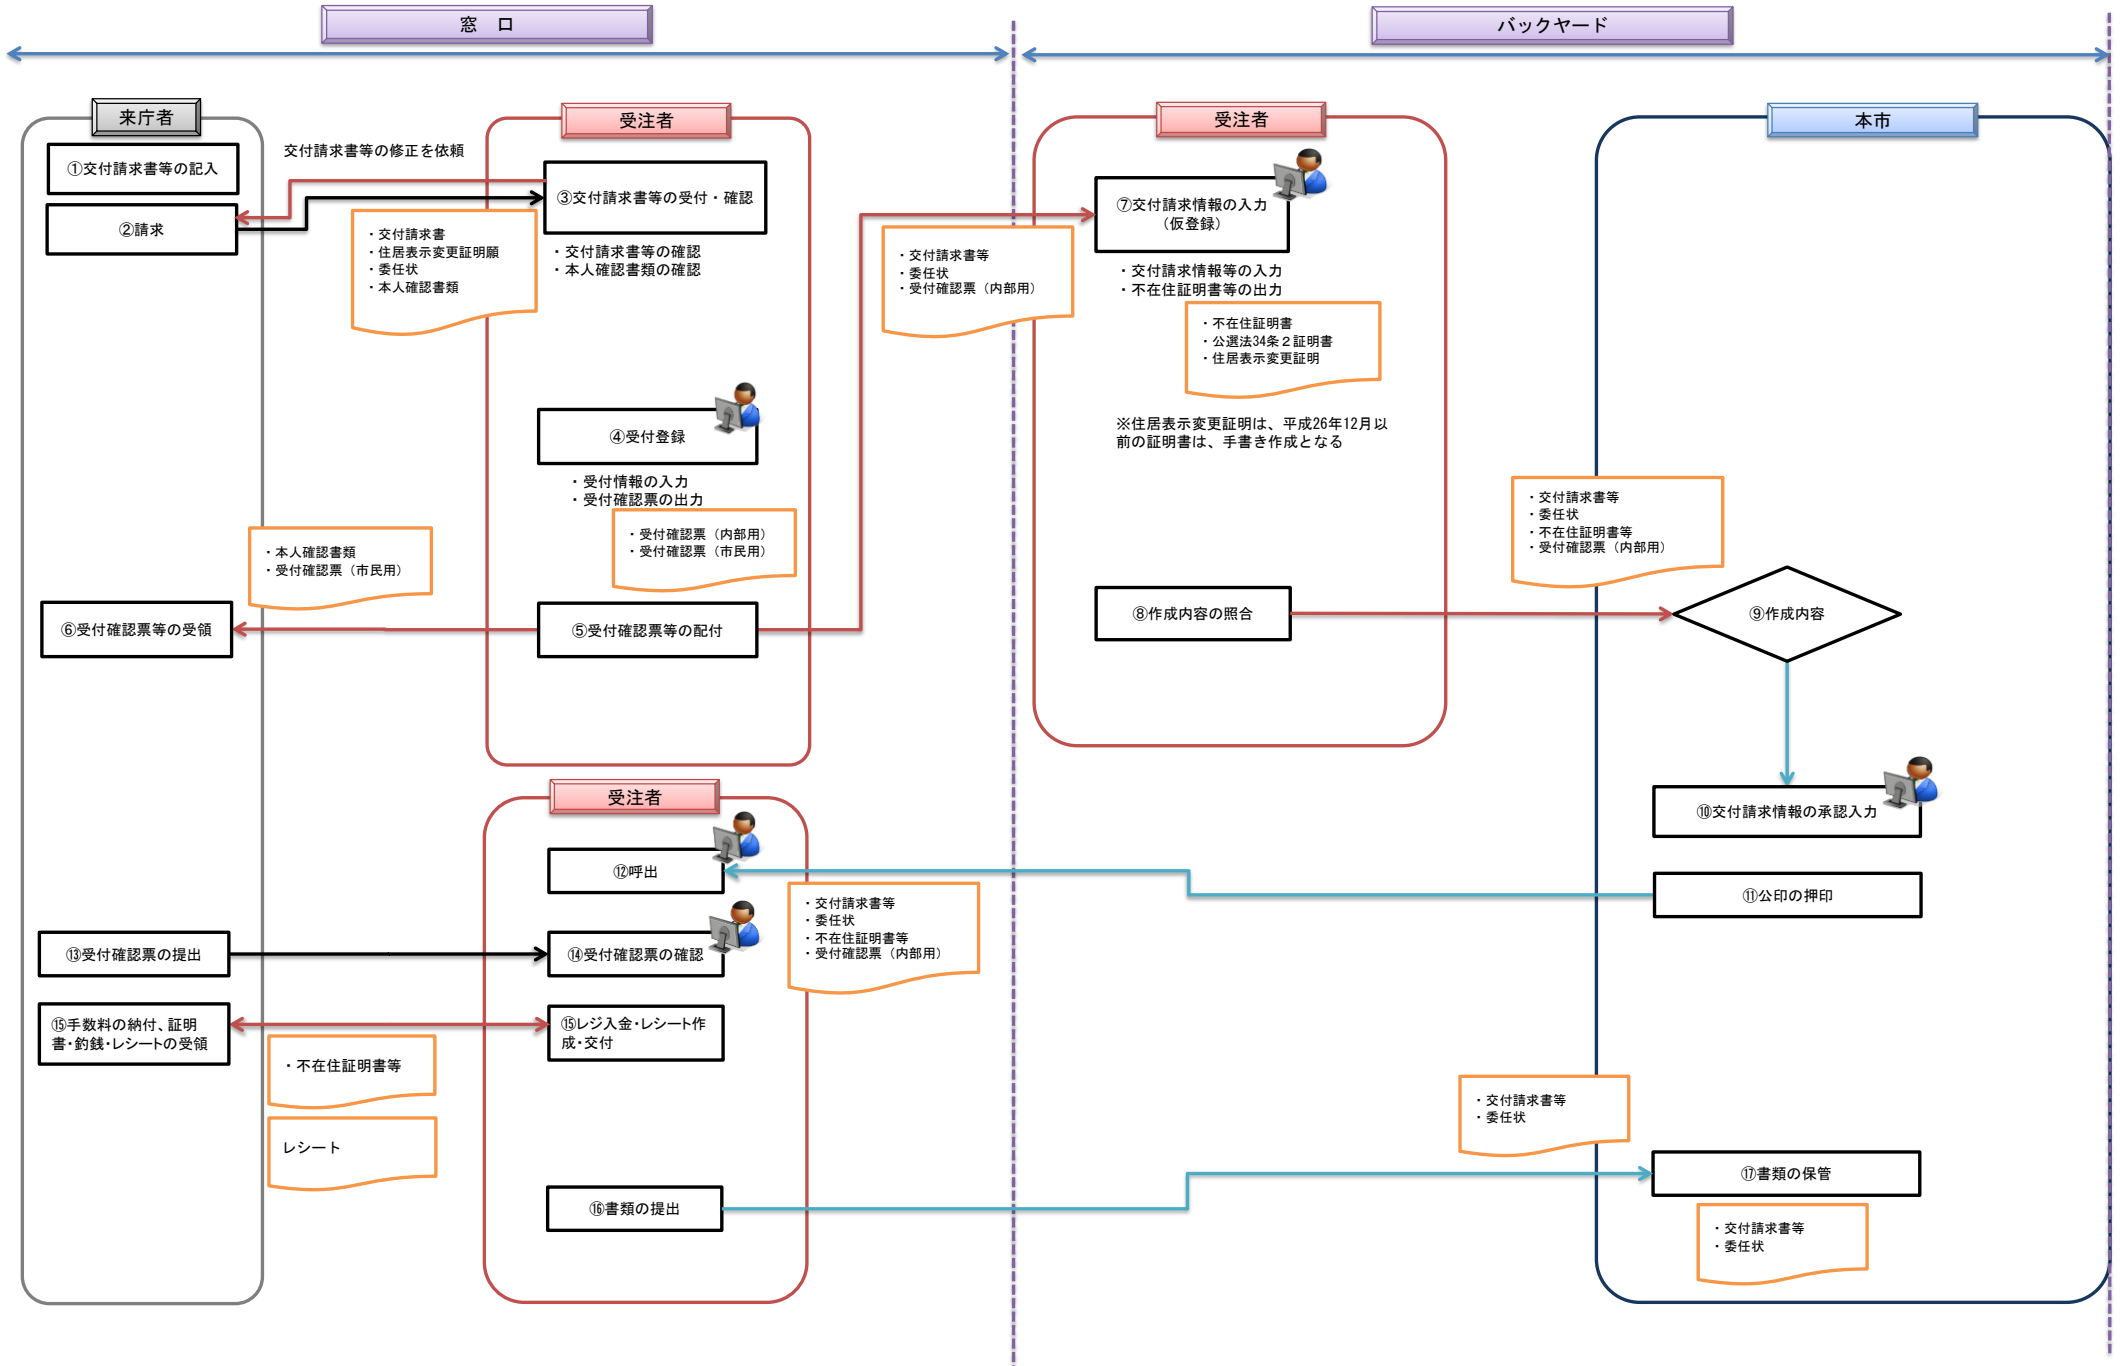 窓　口
バックヤード
来庁者
受注者
受注者
本市
①交付請求書等の記入
交付請求書等の修正を依頼
②請求
③交付請求書等の受付・確認
・交付請求書等の確認
・本人確認書類の確認
・交付請求書
・住居表示変更証明願
・委任状
・本人確認書類
・交付請求書等
・委任状
・受付確認票（内部用）
⑦交付請求情報の入力
（仮登録）
・交付請求情報等の入力
・不在住証明書等の出力
・不在住証明書
・公選法34条２証明書
・住居表示変更証明
※住居表示変更証明は、平成26年12月以
前の証明書は、手書き作成となる
④受付登録
・受付情報の入力
・受付確認票の出力
・受付確認票（内部用）
・受付確認票（市民用）
・本人確認書類
・受付確認票（市民用）
⑥受付確認票等の受領
⑤受付確認票等の配付
⑧作成内容の照合
・交付請求書等
・委任状
・不在住証明書等
・受付確認票（内部用）
⑨作成内容
⑩交付請求情報の承認入力
⑪公印の押印
受注者
⑫呼出
・交付請求書等
・委任状
・不在住証明書等
・受付確認票（内部用）
⑬受付確認票の提出
⑭受付確認票の確認
⑮手数料の納付、証明
書・釣銭・レシートの受領
⑮レジ入金・レシート作
成・交付
・不在住証明書等
レシート
⑯書類の提出
・交付請求書等
・委任状
⑰書類の保管
・交付請求書等
・委任状